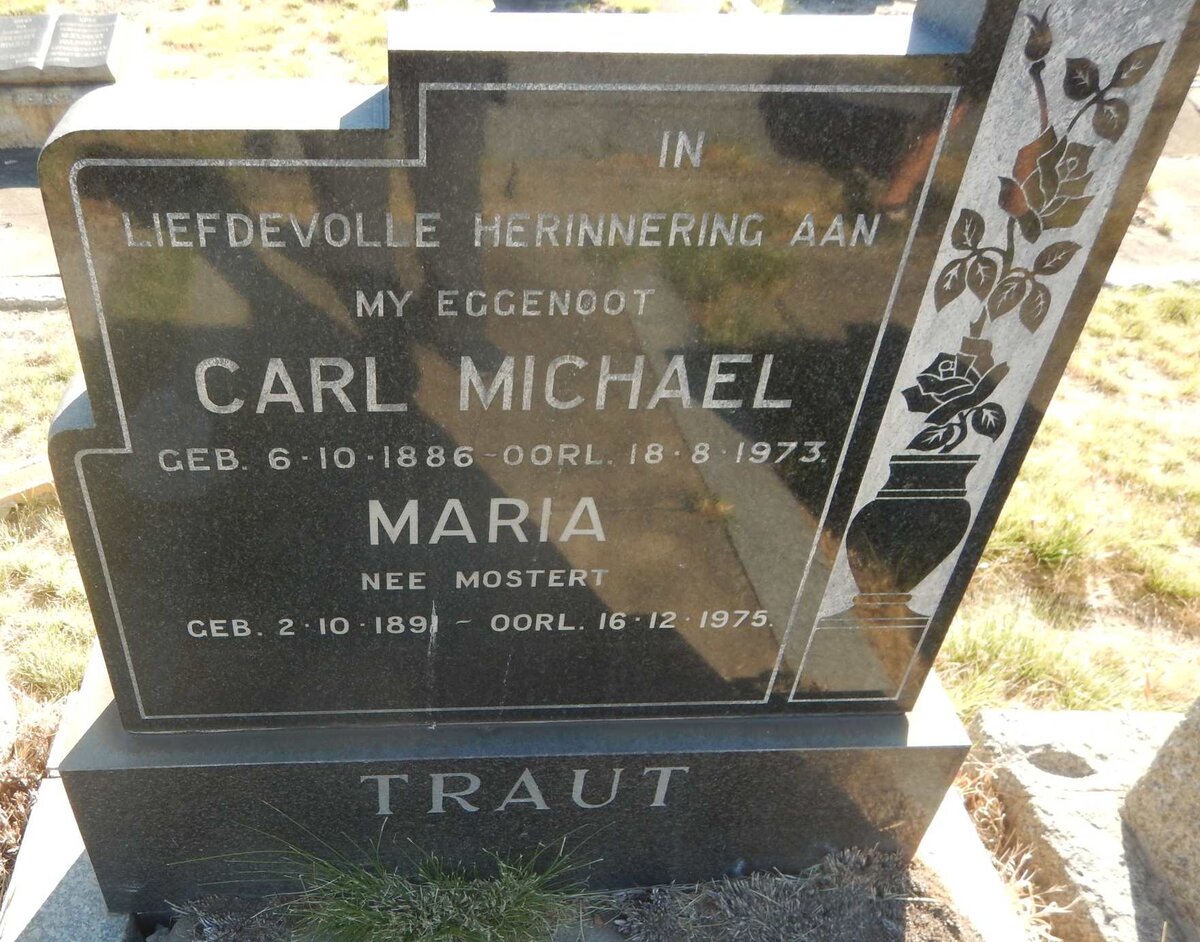 IN
LIEFDEVOLLE HERINNERING AAN
MY EGGENOOT
CARL MICHAEL
GEB. 6·10·1886 - OORL. 18·8·1973.
MARIA
NEE MOSTERT
GEB. 2·10·1891 - OORL. 16·12·1975.
TRAUT